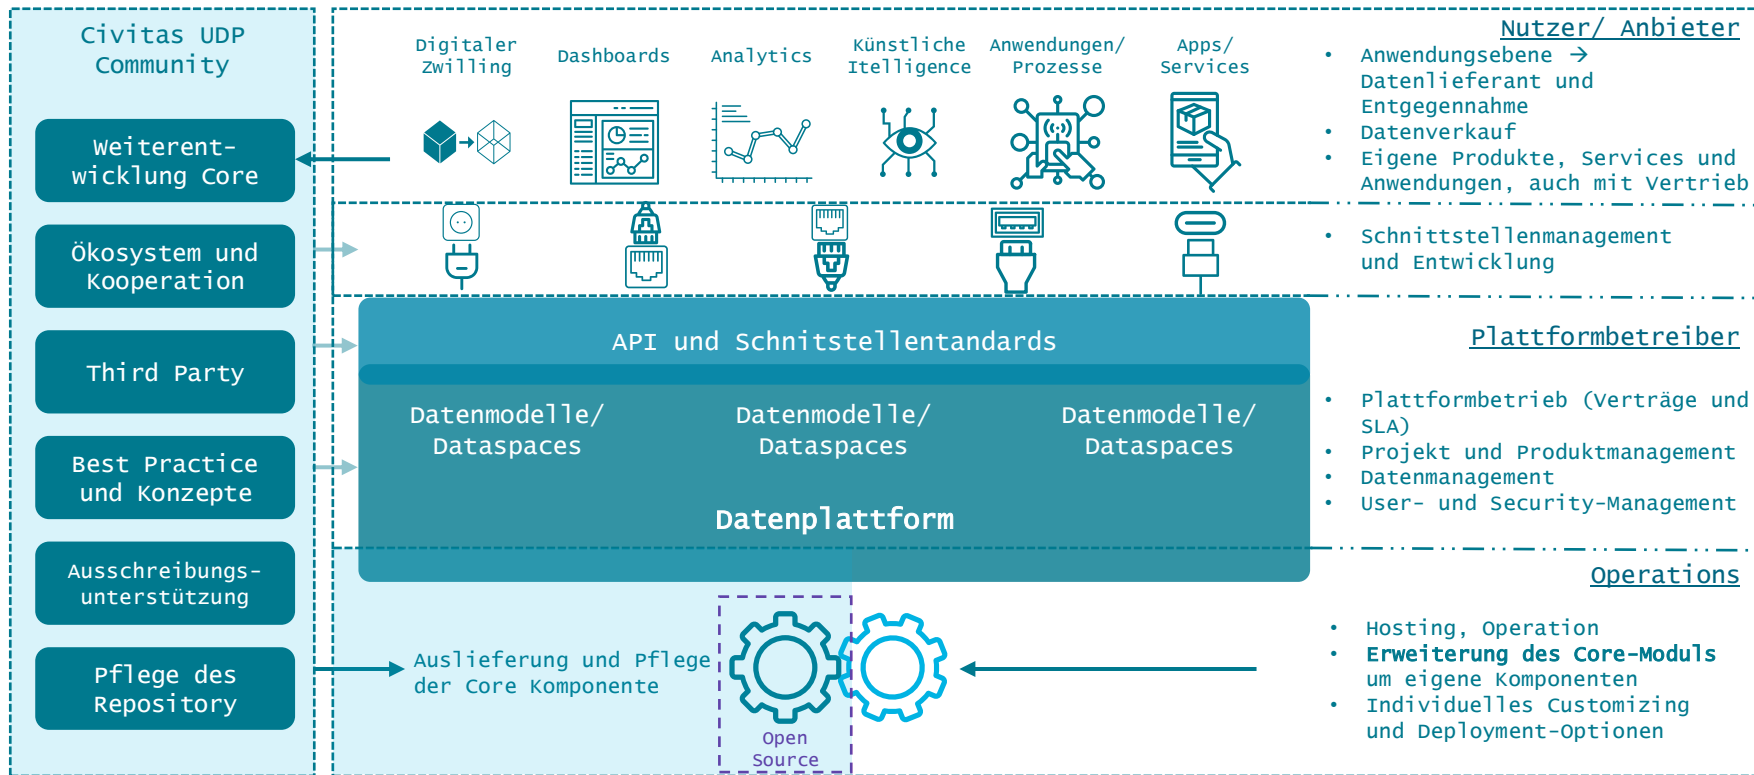 Civitas UDP
Community
Weiterent-
wicklung Core
Ökosystem und
Kooperation
Third Party
Best Practice
und Konzepte
Ausschreibungs-
unterstützung
Pflege des
Repository
Digitaler
Zwilling
Dashboards
Analytics
Künstliche
Itelligence
Anwendungen/
Prozesse
Apps/
Services
API und Schnitstellentandards
Datenmodelle/
Dataspaces
Datenmodelle/
Dataspaces
Datenmodelle/
Dataspaces
Datenplattform
Auslieferung und Pflege
der Core Komponente
Open
Source
Nutzer/ Anbieter
• Anwendungsebene →
Datenlieferant und
Entgegennahme
• Datenverkauf
• Eigene Produkte, Services und
Anwendungen, auch mit Vertrieb
• Schnittstellenmanagement
und Entwicklung
Plattformbetreiber
• Plattformbetrieb (Verträge und
SLA)
• Projekt und Produktmanagement
• Datenmanagement
• User- und Security-Management
Operations
• Hosting, Operation
• Erweiterung des Core-Moduls
um eigene Komponenten
• Individuelles Customizing
und Deployment-Optionen